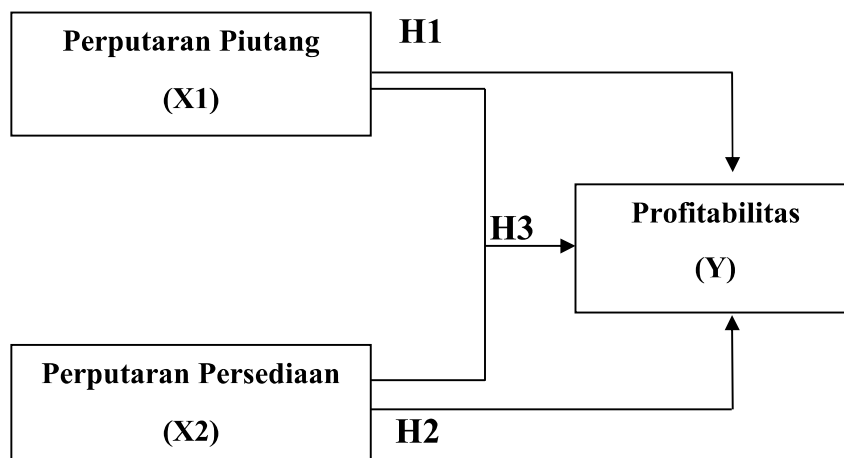 Perputaran Piutang
(X1)
H1
Profitabilitas
(Y)
H3
Perputaran Persediaan
(X2)
H2